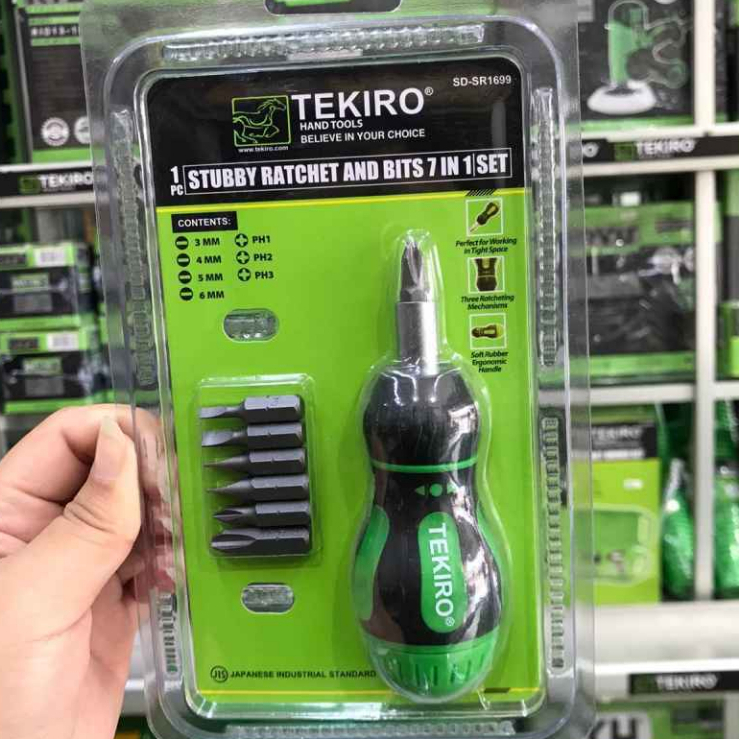 SD-SR1699
TEKIRO®
HAND TOOLS
BELIEVE IN YOUR CHOICE
www.tekiro.com
1 PC STUBBY RATCHET AND BITS 7 IN 1 SET
CONTENTS:
3 MM PH1
4 MM PH2
5 MM PH3
6 MM
Perfect for Working
in Tight Space
Three Ratcheting
Mechanisms
Soft Rubber
Ergonomic
Handle
TEKIRO®
JIS JAPANESE INDUSTRIAL STANDARD
TEKIRO
TEKIRO
TEKIRO
TEKIRO